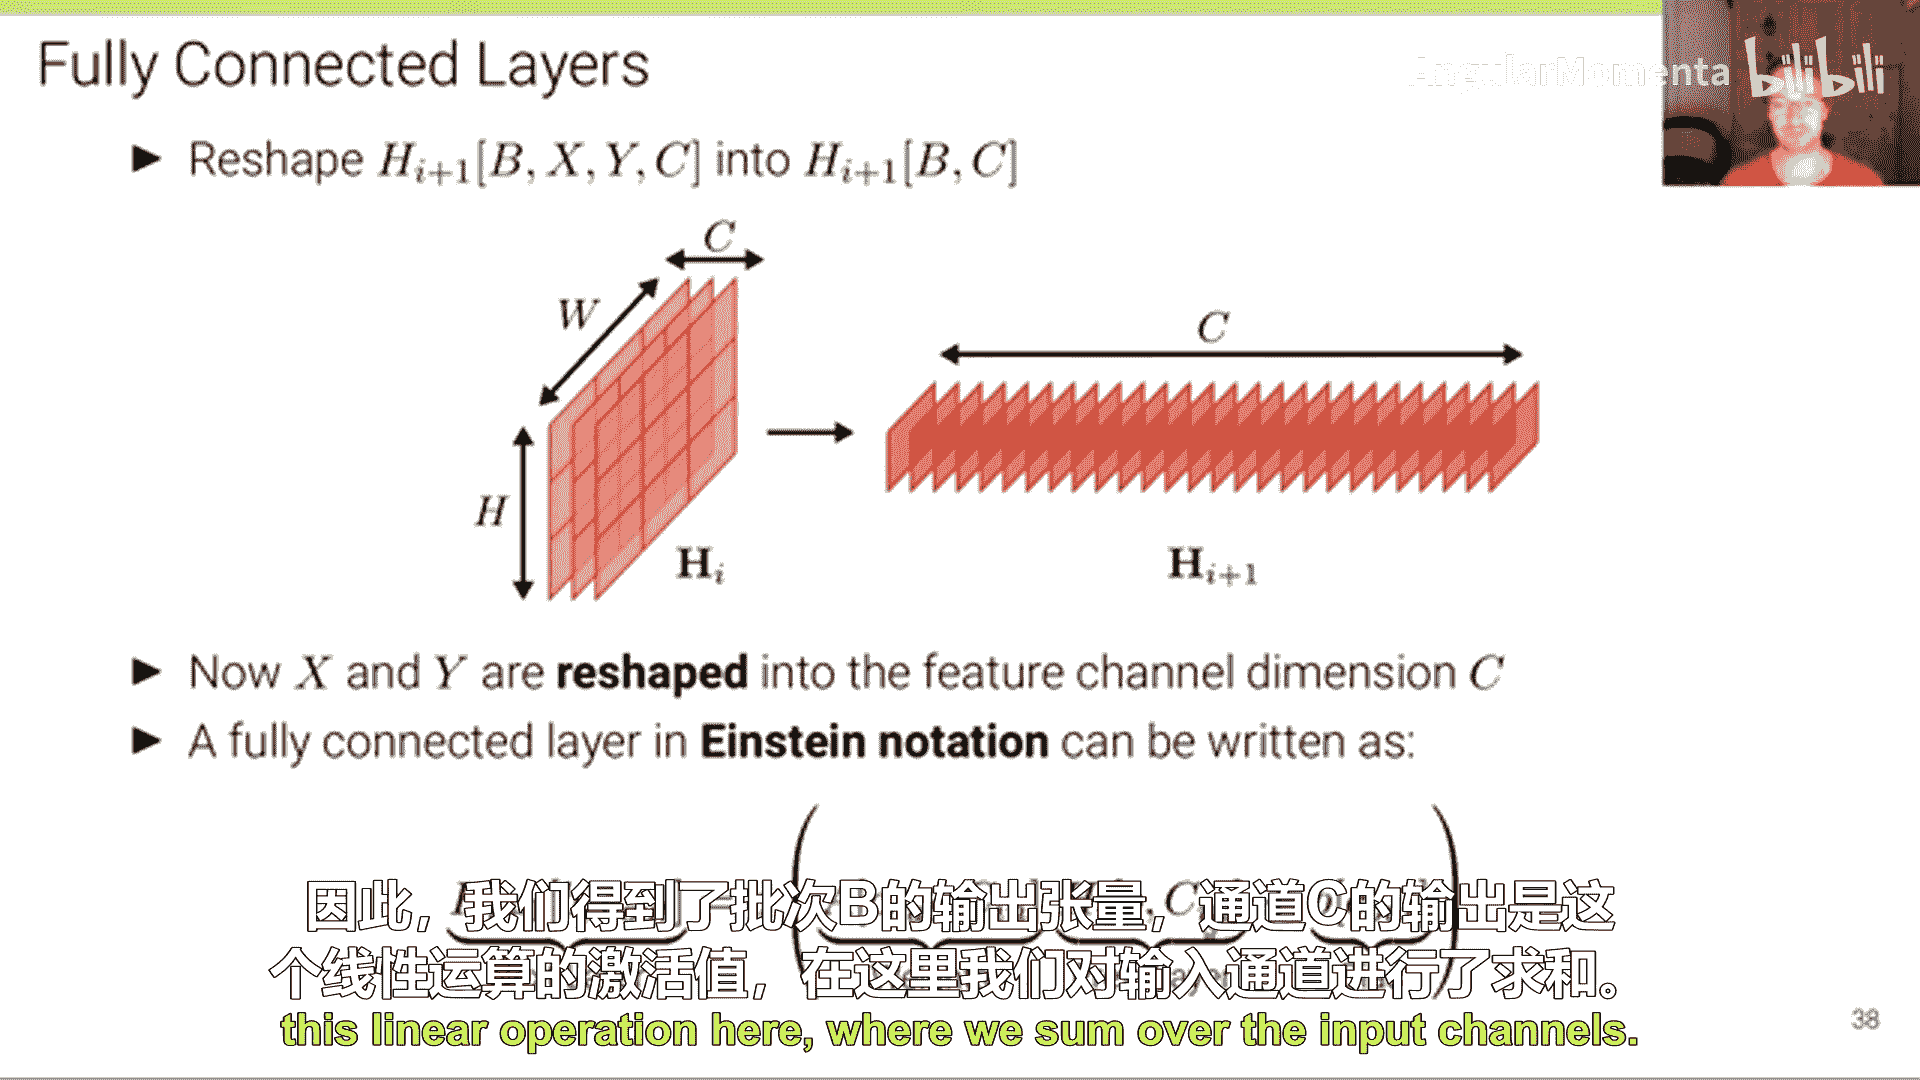 Fully Connected Layers
AngularMomenta bilibili
► Reshape H_{i+1}[B, X, Y, C] into H_{i+1}[B, C]
C
W
C
H
H_i
H_{i+1}
► Now X and Y are reshaped into the feature channel dimension C
► A fully connected layer in Einstein notation can be written as:
因此，我们得到了批次B的输出张量，通道C的输出是这
个线性运算的激活值，在这里我们对输入通道进行了求和。
this linear operation here, where we sum over the input channels.
38